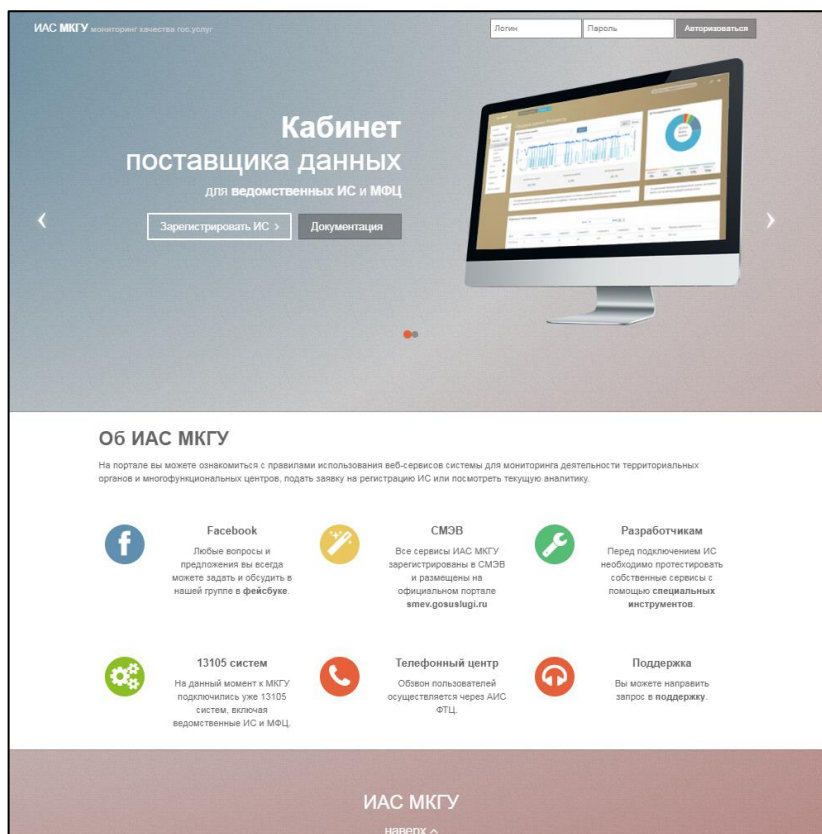 ИАС МКГУ мониторинг качества гос.услуг
Логин
Пароль
Авторизоваться
Кабинет
поставщика данных
для ведомственных ИС и МФЦ
Зарегистрировать ИС ›
Документация
Об ИАС МКГУ
На портале вы можете ознакомиться с правилами использования веб-сервисов системы для мониторинга деятельности территориальных
органов и многофункциональных центров, подать заявку на регистрацию ИС или посмотреть текущую аналитику.
Facebook
Любые вопросы и
предложения вы всегда
можете задать и обсудить в
нашей группе в фейсбуке.
СМЭВ
Все сервисы ИАС МКГУ
зарегистрированы в СМЭВ
и размещены на
официальном портале
smev.gosuslugi.ru
Разработчикам
Перед подключением ИС
необходимо протестировать
собственные сервисы с
помощью специальных
инструментов.
13105 систем
На данный момент к МКГУ
подключились уже 13105
систем, включая
ведомственные ИС и МФЦ.
Телефонный центр
Обзвон пользователей
осуществляется через АИС
ФТЦ.
Поддержка
Вы можете направить
запрос в поддержку.
ИАС МКГУ
наверх